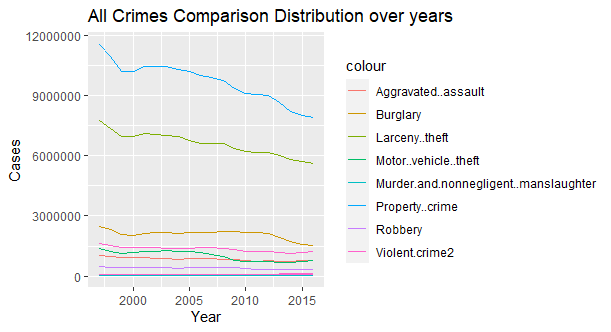 All Crimes Comparison Distribution over years
12000000
9000000
6000000
3000000
0
Cases
2000
2005
2010
2015
Year
colour
Aggravated..assault
Burglary
Larceny..theft
Motor..vehicle..theft
Murder.and.nonnegligent..manslaughter
Property..crime
Robbery
Violent.crime2